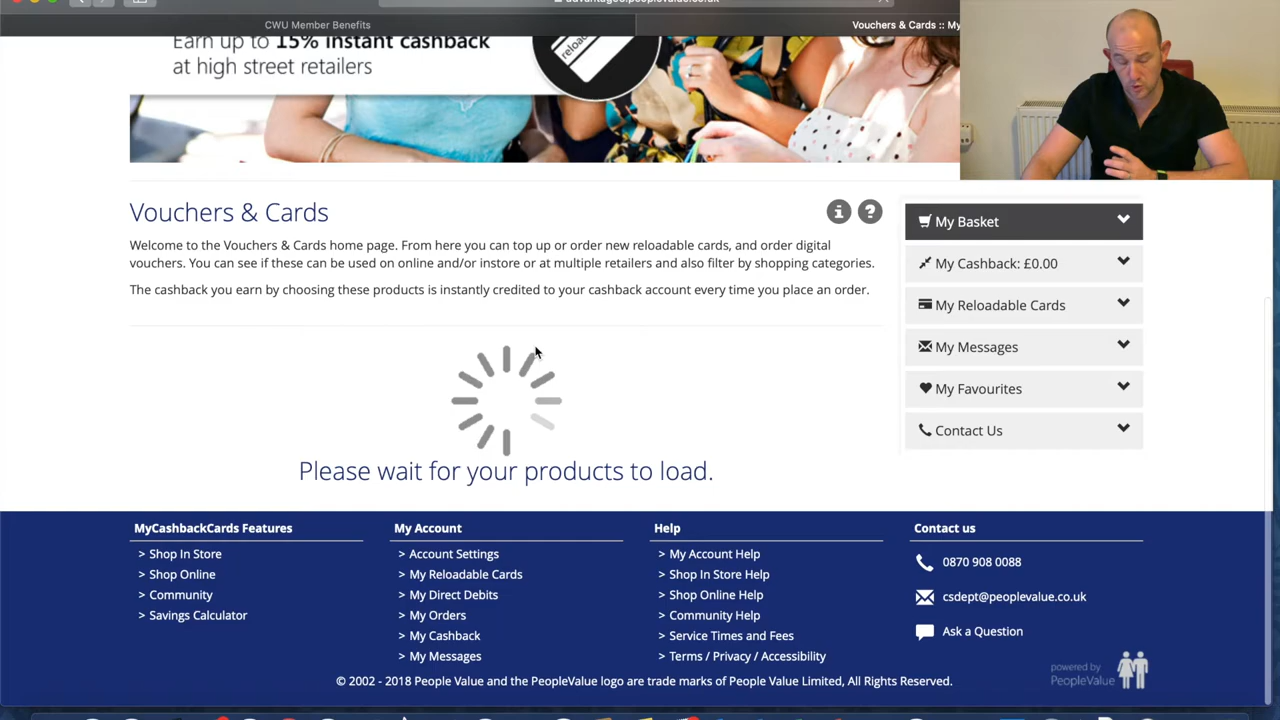 CWU Member Benefits
Vouchers & Cards :: My
Earn up to 15% instant cashback
at high street retailers
Vouchers & Cards
Welcome to the Vouchers & Cards home page. From here you can top up or order new reloadable cards, and order digital
vouchers. You can see if these can be used on online and/or instore or at multiple retailers and also filter by shopping categories.
The cashback you earn by choosing these products is instantly credited to your cashback account every time you place an order.
My Basket
My Cashback: £0.00
My Reloadable Cards
My Messages
My Favourites
Contact Us
Please wait for your products to load.
MyCashbackCards Features
> Shop In Store
> Shop Online
> Community
> Savings Calculator
My Account
> Account Settings
> My Reloadable Cards
> My Direct Debits
> My Orders
> My Cashback
> My Messages
Help
> My Account Help
> Shop In Store Help
> Shop Online Help
> Community Help
> Service Times and Fees
> Terms / Privacy / Accessibility
Contact us
0870 908 0088
csdept@peoplevalue.co.uk
Ask a Question
powered by
PeopleValue
© 2002 - 2018 People Value and the PeopleValue logo are trade marks of People Value Limited, All Rights Reserved.